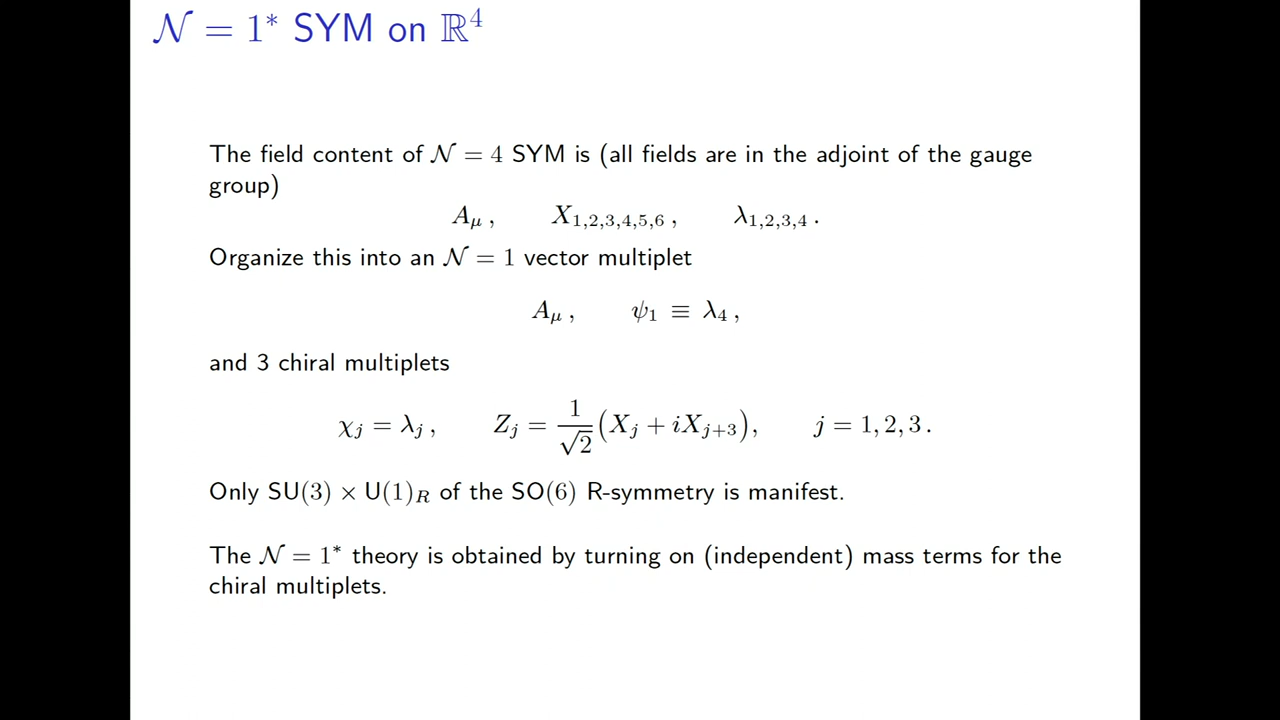 𝒩 = 1* SYM on ℝ⁴
The field content of 𝒩 = 4 SYM is (all fields are in the adjoint of the gauge
group)
A_μ ,    X_{1,2,3,4,5,6} ,    λ_{1,2,3,4} .
Organize this into an 𝒩 = 1 vector multiplet
A_μ ,    ψ_1 ≡ λ_4 ,
and 3 chiral multiplets
χ_j = λ_j ,    Z_j = \frac{1}{\sqrt{2}} (X_j + iX_{j+3}),    j = 1, 2, 3 .
Only SU(3) × U(1)_R of the SO(6) R-symmetry is manifest.
The 𝒩 = 1* theory is obtained by turning on (independent) mass terms for the
chiral multiplets.